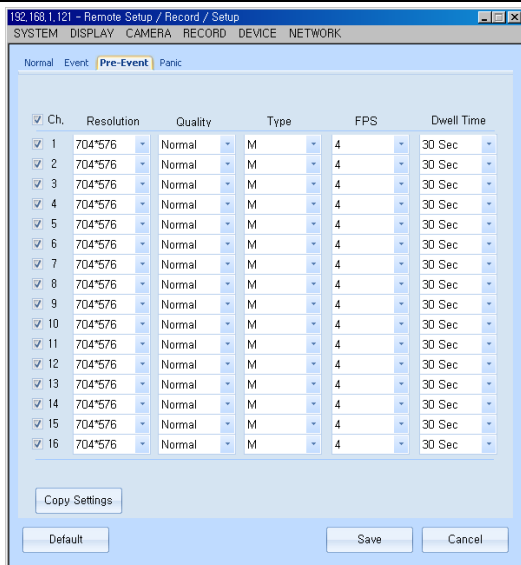 192,168,1,121 - Remote Setup / Record / Setup
SYSTEM DISPLAY CAMERA RECORD DEVICE NETWORK
Normal Event Pre-Event Panic
Ch, Resolution Quality Type FPS Dwell Time
1 704*576 Normal M 4 30 Sec
2 704*576 Normal M 4 30 Sec
3 704*576 Normal M 4 30 Sec
4 704*576 Normal M 4 30 Sec
5 704*576 Normal M 4 30 Sec
6 704*576 Normal M 4 30 Sec
7 704*576 Normal M 4 30 Sec
8 704*576 Normal M 4 30 Sec
9 704*576 Normal M 4 30 Sec
10 704*576 Normal M 4 30 Sec
11 704*576 Normal M 4 30 Sec
12 704*576 Normal M 4 30 Sec
13 704*576 Normal M 4 30 Sec
14 704*576 Normal M 4 30 Sec
15 704*576 Normal M 4 30 Sec
16 704*576 Normal M 4 30 Sec
Copy Settings
Default Save Cancel